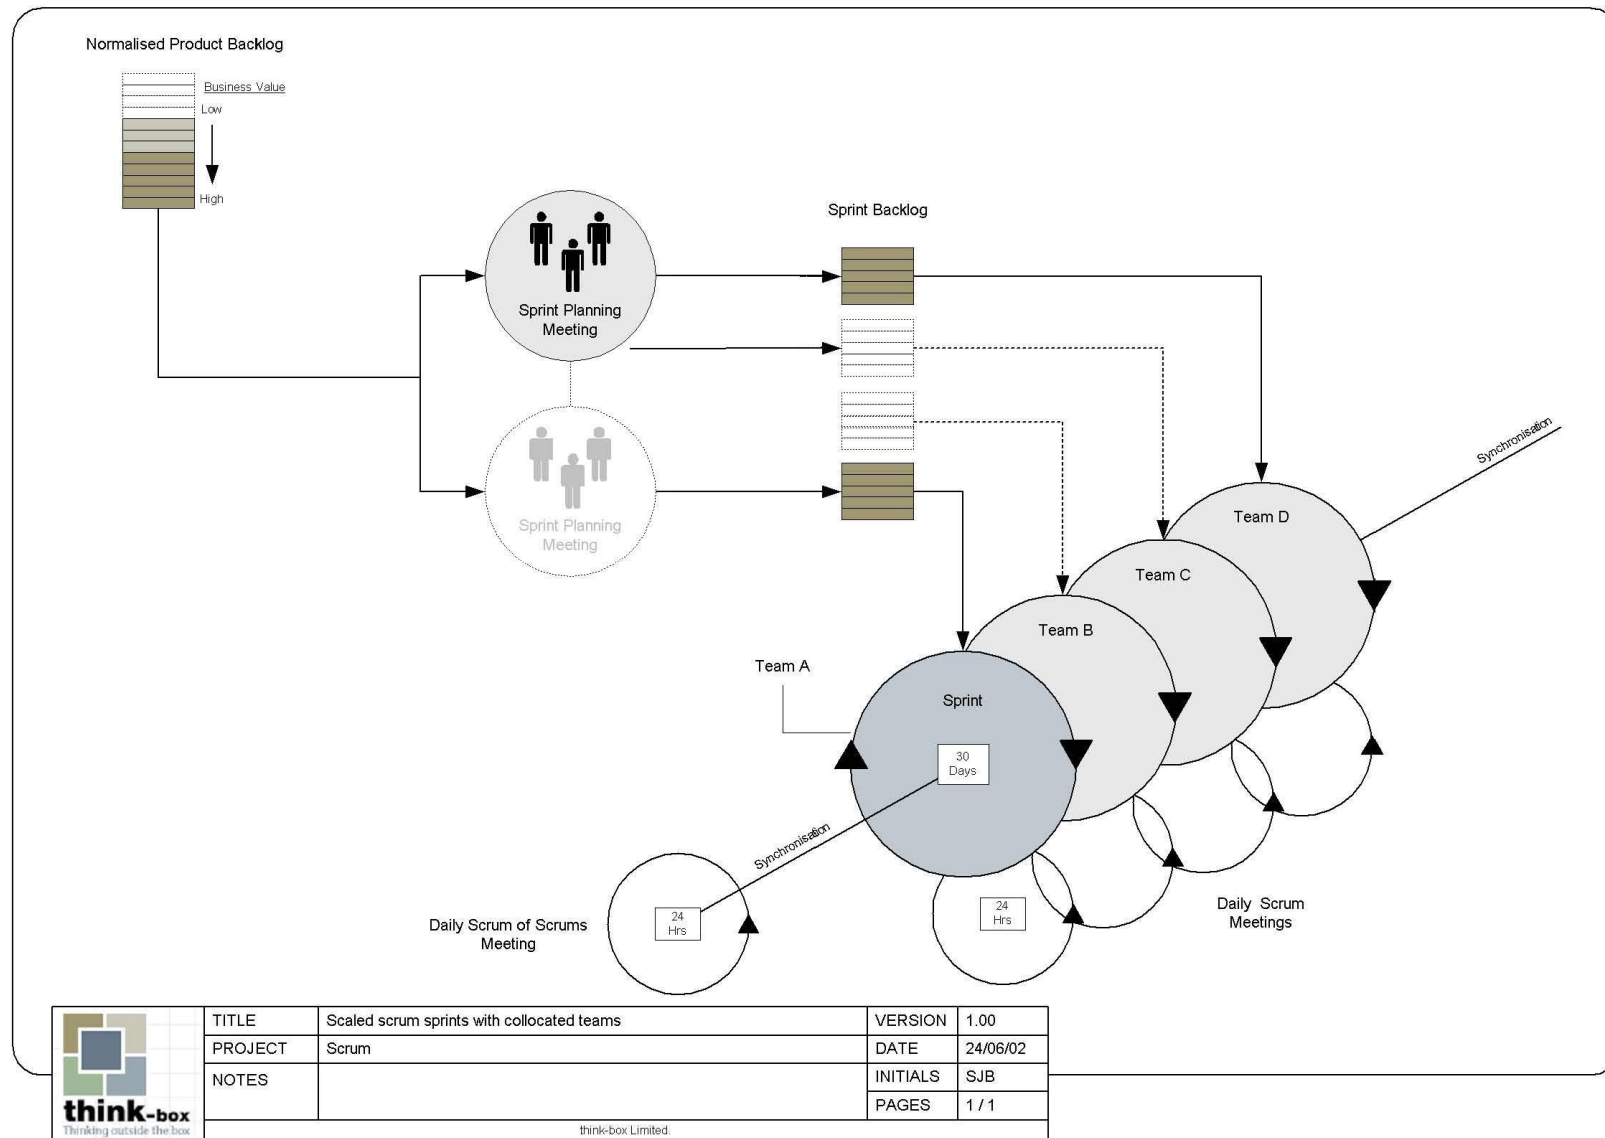 Normalised Product Backlog
Business Value
Low
High
Sprint Planning
Meeting
Sprint Backlog
Sprint Planning
Meeting
Synchronisation
Team D
Team C
Team B
Team A
Sprint
30
Days
Synchronisation
24
Hrs
24
Hrs
Daily Scrum of Scrums
Meeting
Daily Scrum
Meetings
TITLE Scaled scrum sprints with collocated teams VERSION 1.00
PROJECT Scrum DATE 24/06/02
NOTES INITIALS SJB
PAGES 1 / 1
think-box
Thinking outside the box
think-box Limited.